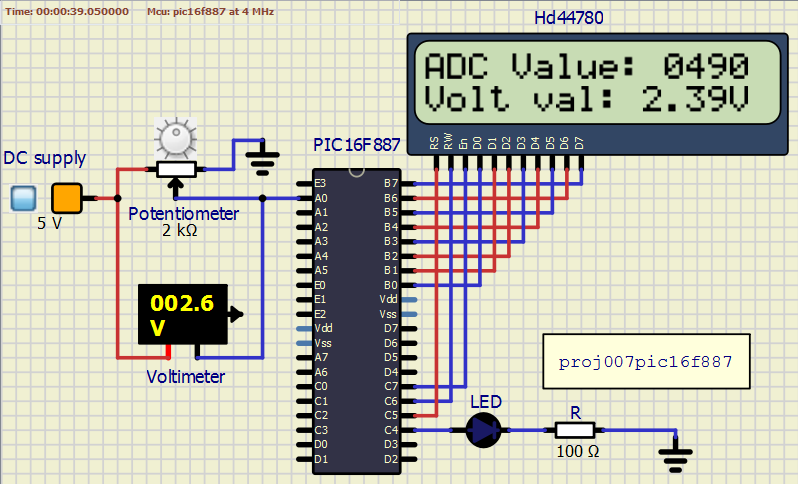 Time: 00:00:39.050000 Mcu: pic16f887 at 4 MHz
Hd44780
ADC Value: 0490
Volt val: 2.39V
RS RW En D0 D1 D2 D3 D4 D5 D6 D7
PIC16F887
DC supply
5 V
Potentiometer
2 kΩ
002.6
V
Voltimeter
E3 B7
A0 B6
A1 B5
A2 B4
A3 B3
A4 B2
A5 B1
E0 B0
E1 Vdd
E2 Vss
Vdd D7
Vss D6
A7 D5
A6 D4
C0 C7
C1 C6
C2 C5
C3 C4
D0 D3
D1 D2
proj007pic16f887
LED
R
100 Ω